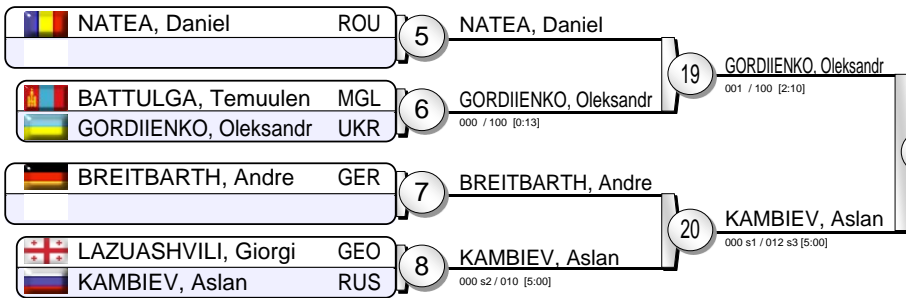 NATEA, Daniel ROU
5
NATEA, Daniel
BATTULGA, Temuulen MGL
GORDIIENKO, Oleksandr UKR
6
GORDIIENKO, Oleksandr
000 / 100 [0:13]
19
GORDIIENKO, Oleksandr
001 / 100 [2:10]
BREITBARTH, Andre GER
7
BREITBARTH, Andre
LAZUASHVILI, Giorgi GEO
KAMBIEV, Aslan RUS
8
KAMBIEV, Aslan
000 s2 / 010 [5:00]
20
KAMBIEV, Aslan
000 s1 / 012 s3 [5:00]